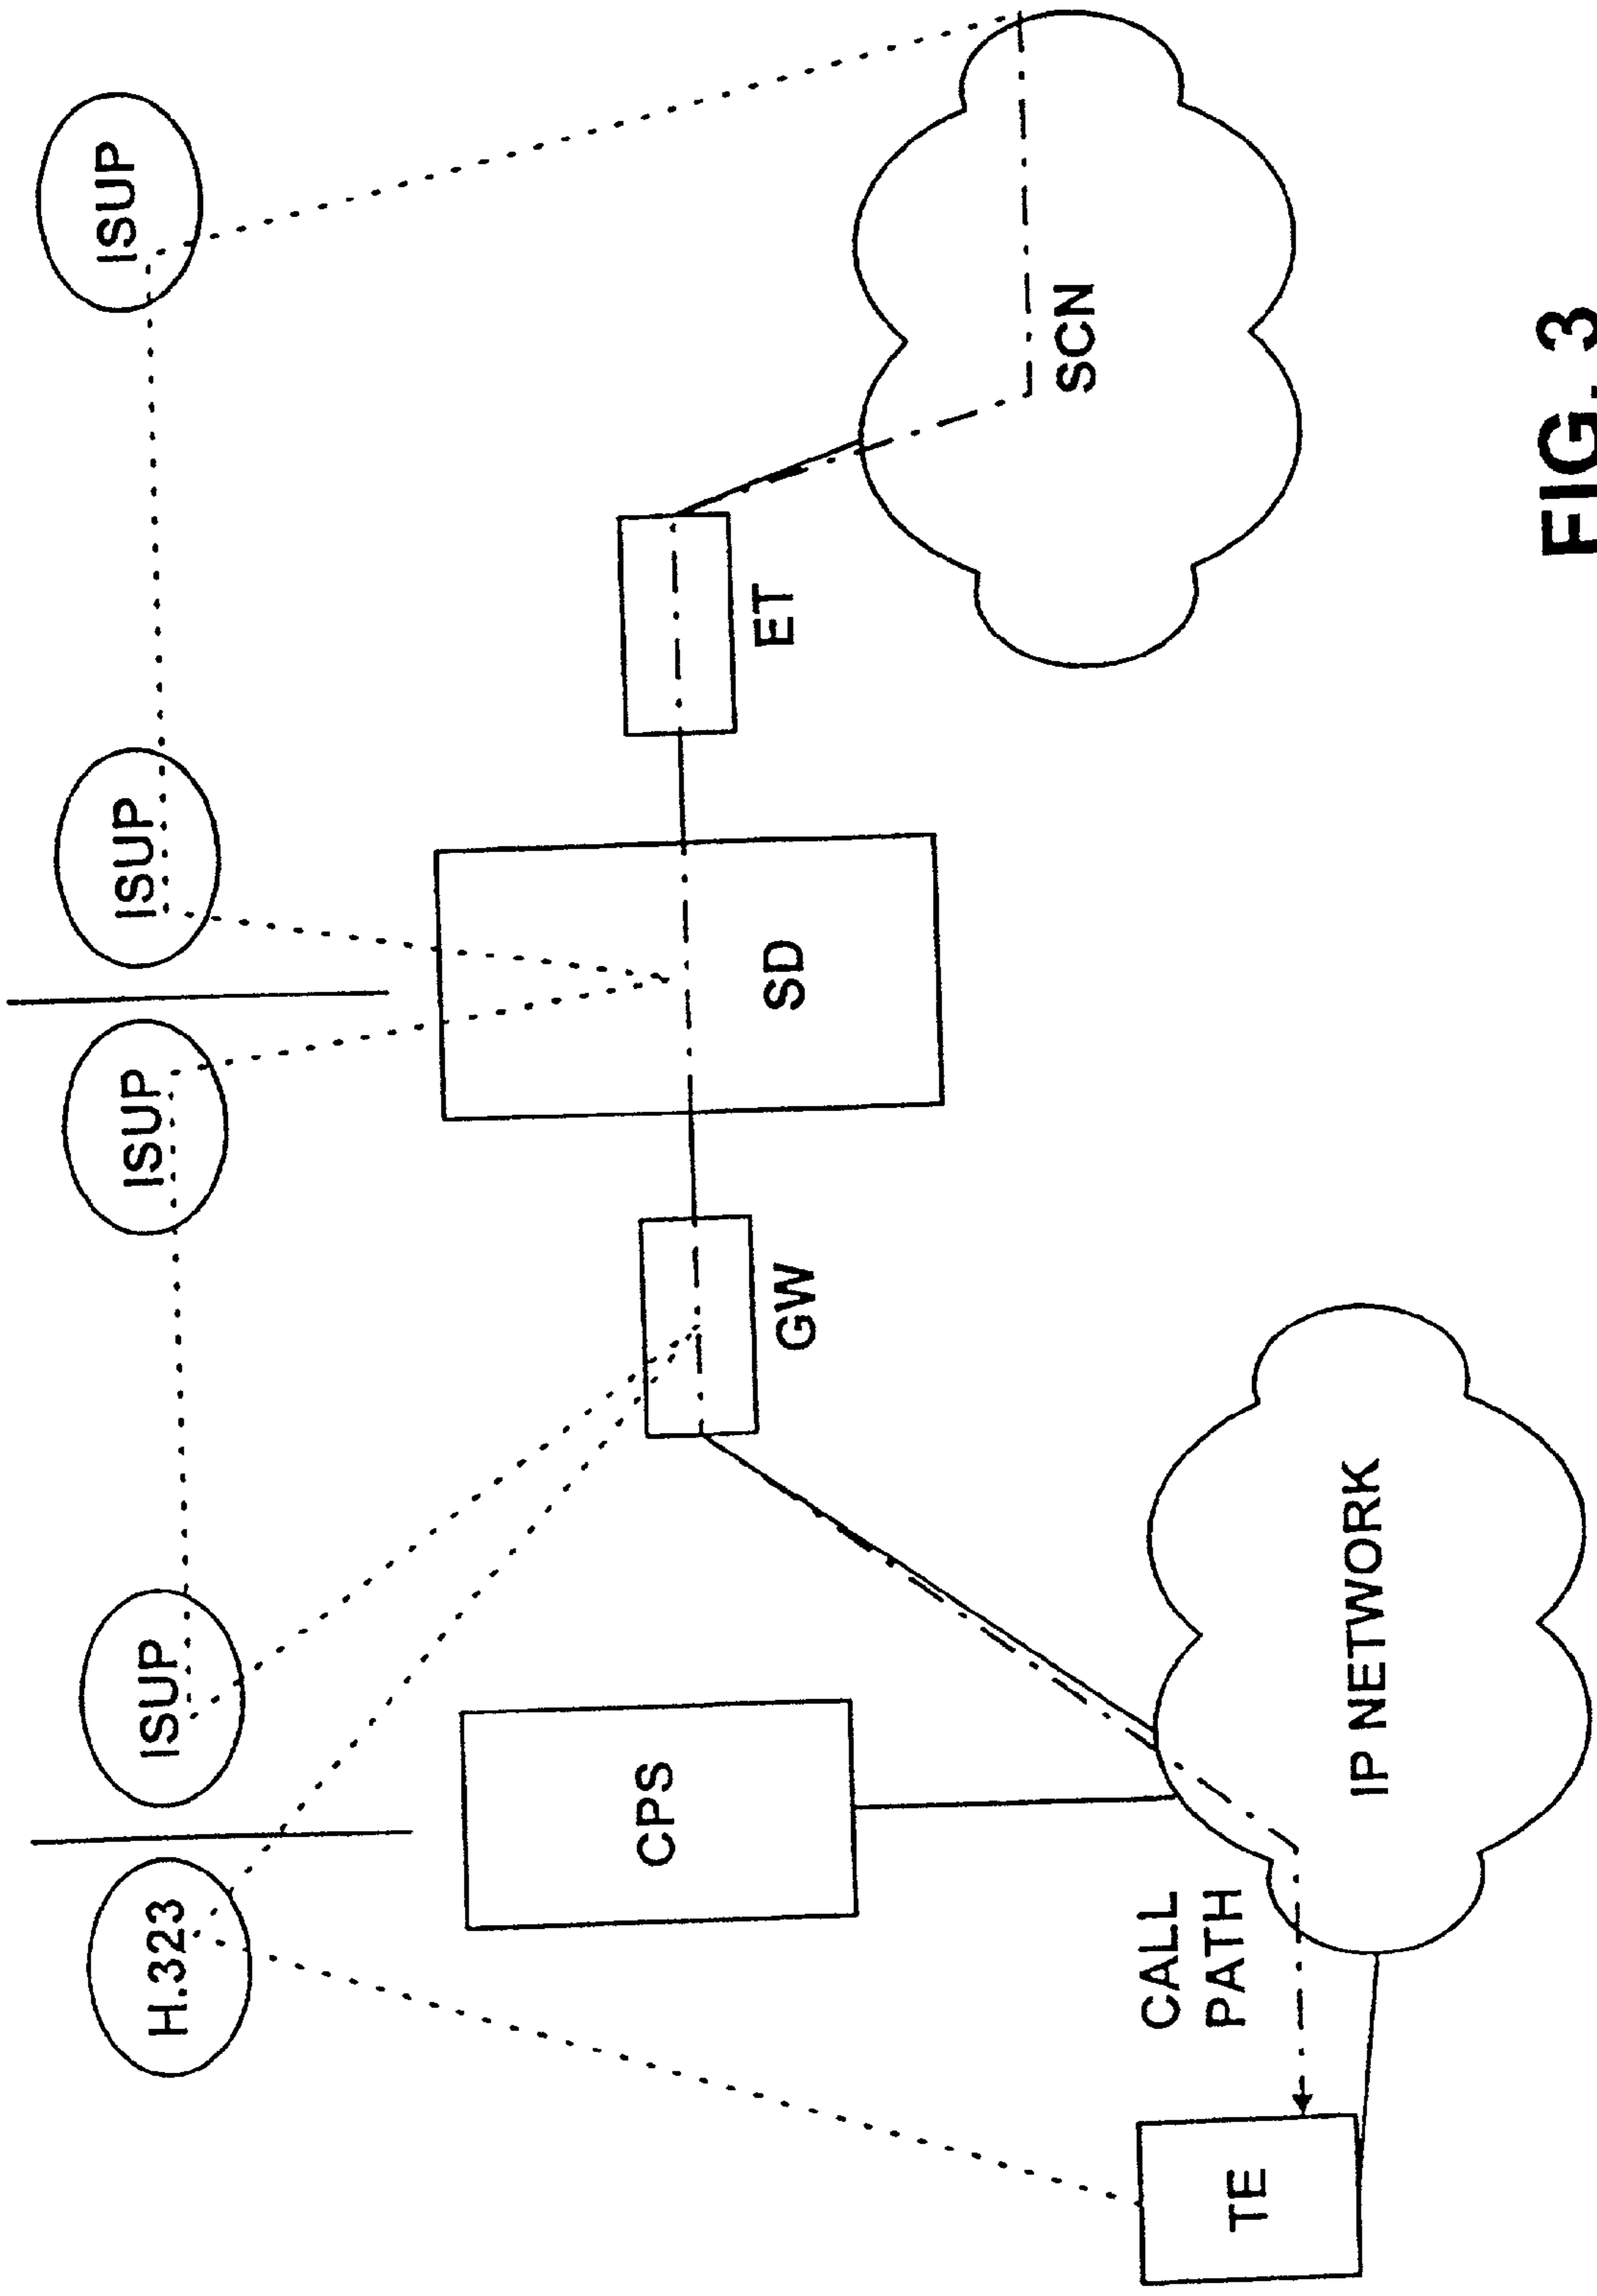 H.323
ISUP
ISUP
ISUP
ISUP
CPS
GW
SD
ET
SCN
CALL
PATH
TE
IP NETWORK
FIG. 3